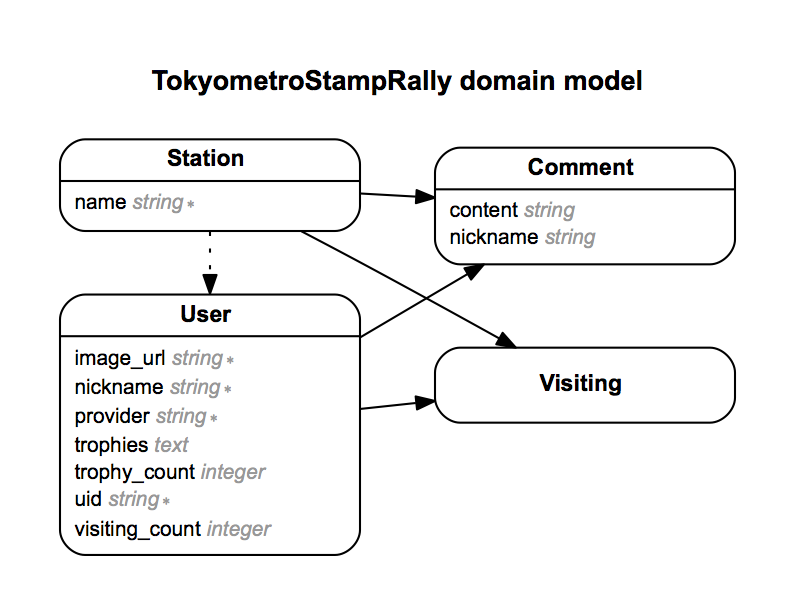 TokyometroStampRally domain model
Station
name string *
Comment
content string
nickname string
User
image_url string *
nickname string *
provider string *
trophies text
trophy_count integer
uid string *
visiting_count integer
Visiting